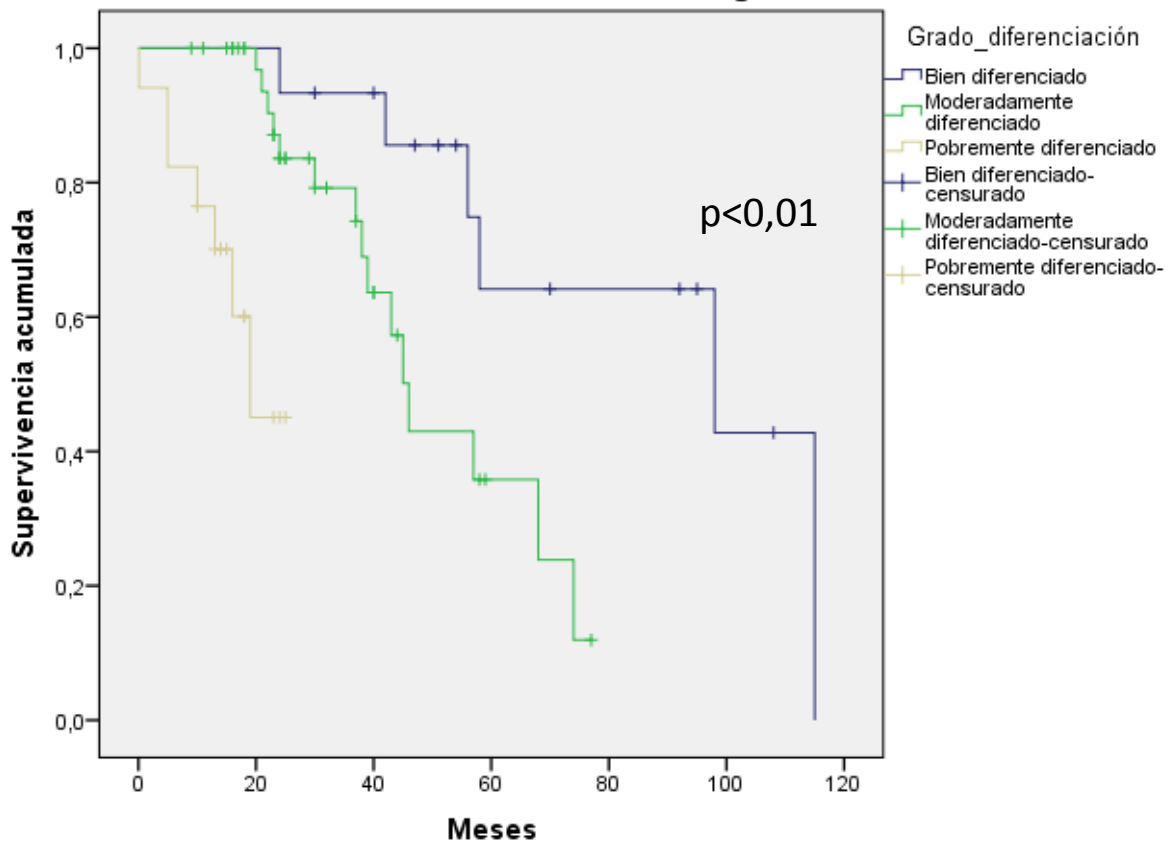 Grado_diferenciación
Bien diferenciado
Moderadamente
diferenciado
Pobremente diferenciado
Bien diferenciado-
censurado
Moderadamente
diferenciado-censurado
Pobremente diferenciado-
censurado
p<0,01
Supervivencia acumulada
1,0
0,8
0,6
0,4
0,2
0,0
0 20 40 60 80 100 120
Meses